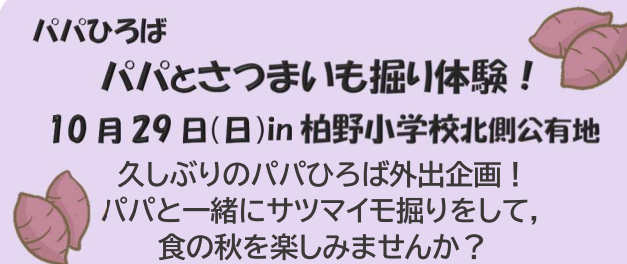 パパひろば
パパとさつまいも掘り体験！
10月29日(日)in柏野小学校北側公有地
久しぶりのパパひろば外出企画！
パパと一緒にサツマイモ掘りをして，
食の秋を楽しみませんか？